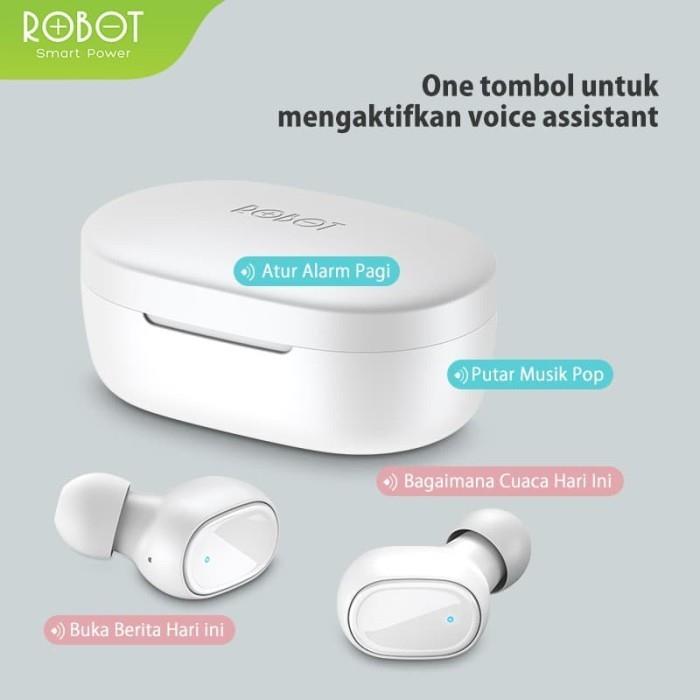 ROBOT
Smart Power
One tombol untuk
mengaktifkan voice assistant
ROBOT
Atur Alarm Pagi
Putar Musik Pop
Bagaimana Cuaca Hari Ini
Buka Berita Hari ini